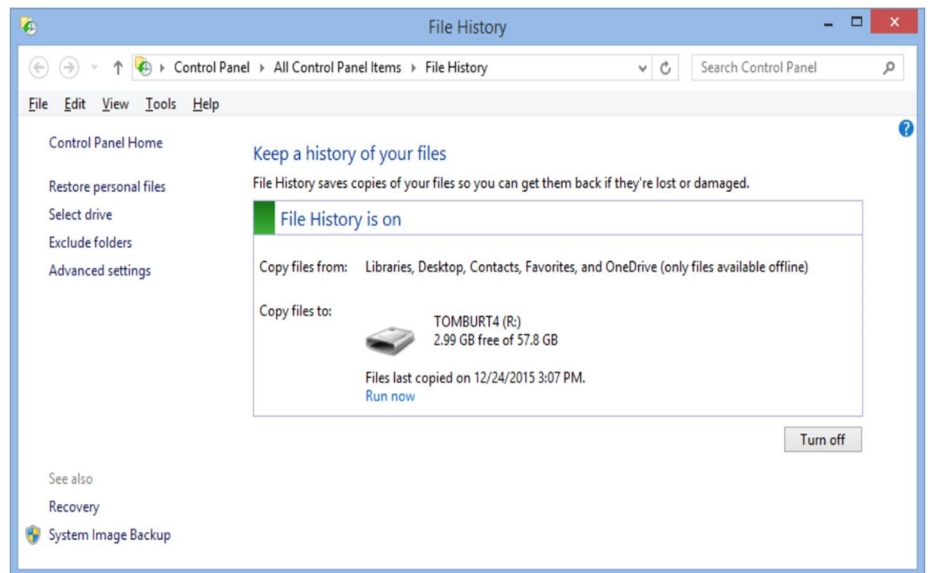 File History
Control Panel
All Control Panel Items
File History
Search Control Panel
File Edit View Tools Help
Control Panel Home
Restore personal files
Select drive
Exclude folders
Advanced settings
Keep a history of your files
File History saves copies of your files so you can get them back if they're lost or damaged.
File History is on
Copy files from: Libraries, Desktop, Contacts, Favorites, and OneDrive (only files available offline)
Copy files to:
TOMBURT4 (R:)
2.99 GB free of 57.8 GB
Files last copied on 12/24/2015 3:07 PM.
Run now
Turn off
See also
Recovery
System Image Backup